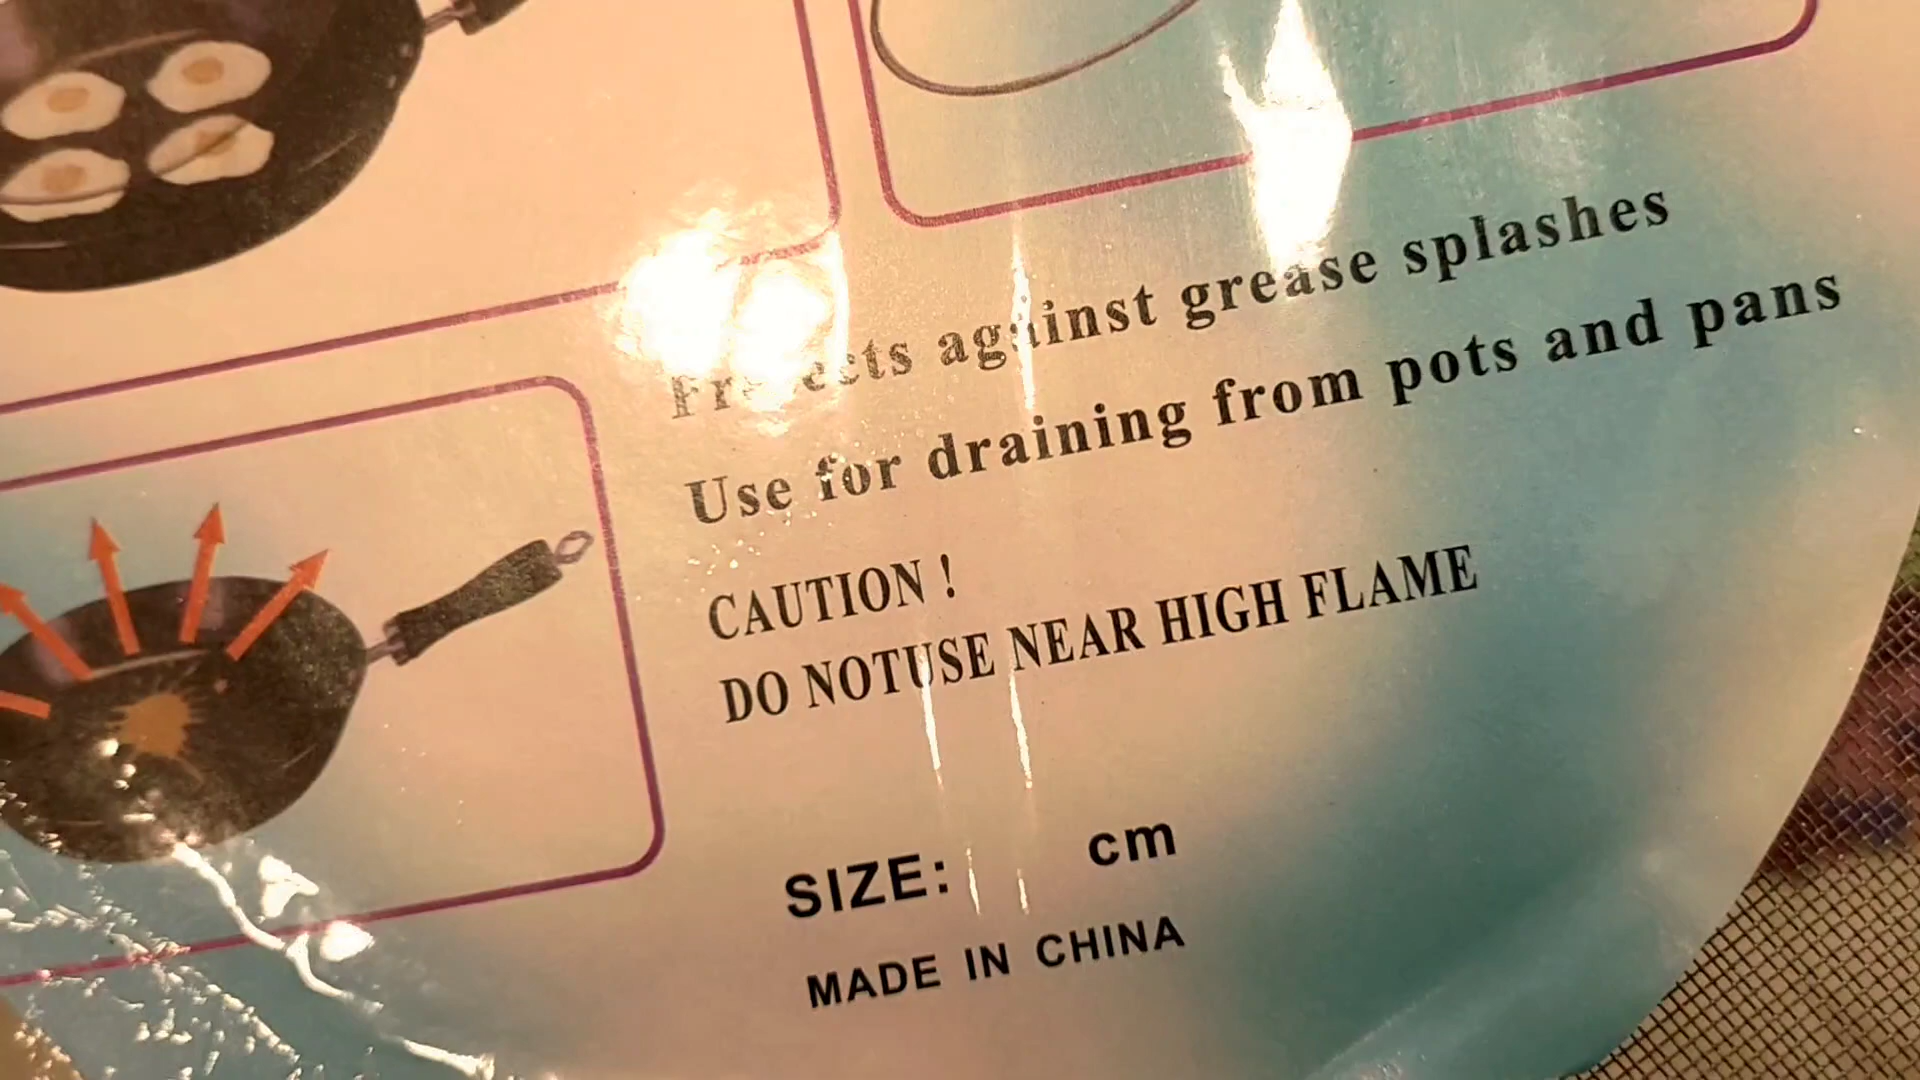 Protects against grease splashes
Use for draining from pots and pans
CAUTION !
DO NOTUSE NEAR HIGH FLAME
SIZE: cm
MADE IN CHINA